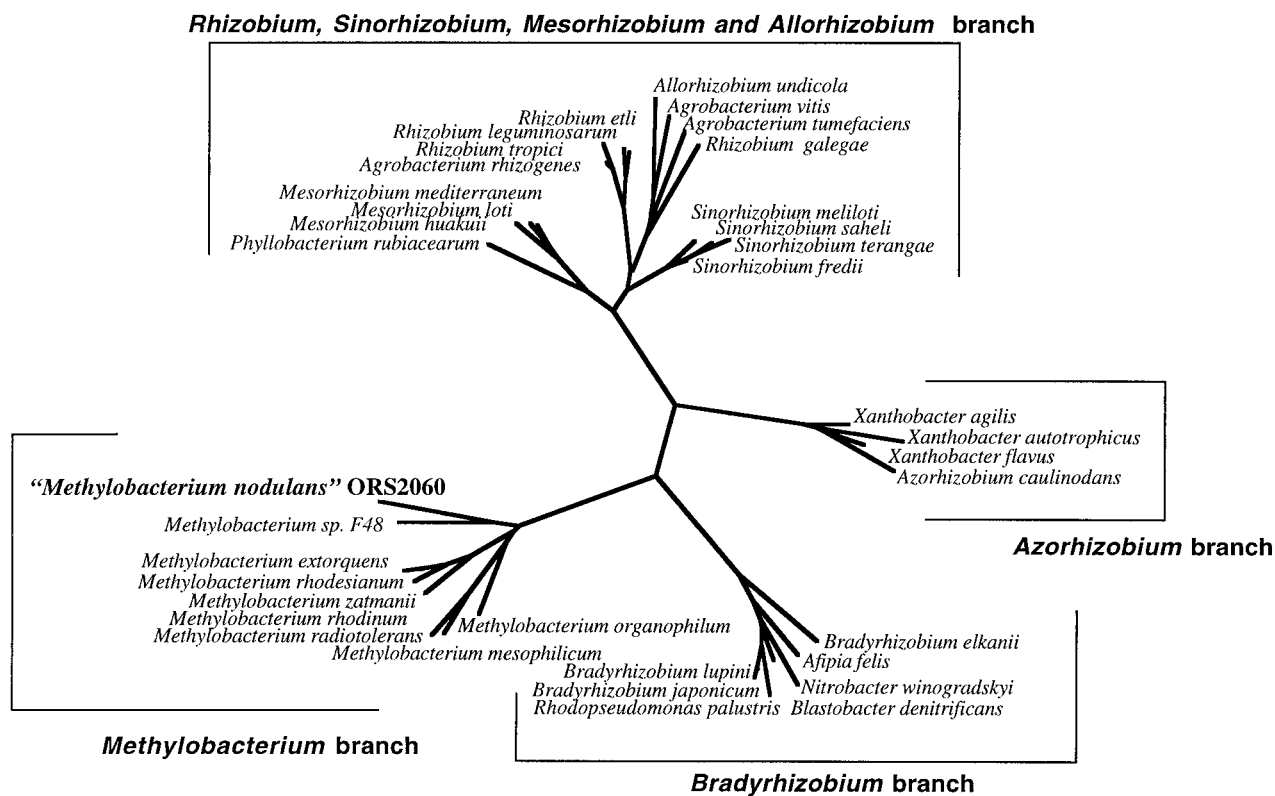 Rhizobium, Sinorhizobium, Mesorhizobium and Allorhizobium branch
Allorhizobium undicola
Agrobacterium vitis
Rhizobium etli
Agrobacterium tumefaciens
Rhizobium leguminosarum
Rhizobium galegae
Rhizobium tropici
Agrobacterium rhizogenes
Mesorhizobium mediterraneum
Mesorhizobium loti
Mesorhizobium huakuii
Phyllobacterium rubiacearum
Sinorhizobium meliloti
Sinorhizobium saheli
Sinorhizobium terangae
Sinorhizobium fredii
Xanthobacter agilis
Xanthobacter autotrophicus
Xanthobacter flavus
Azorhizobium caulinodans
Azorhizobium branch
“Methylobacterium nodulans” ORS2060
Methylobacterium sp. F48
Methylobacterium extorquens
Methylobacterium rhodesianum
Methylobacterium zatmanii
Methylobacterium rhodinum
Methylobacterium radiotolerans
Methylobacterium organophilum
Methylobacterium mesophilicum
Methylobacterium branch
Bradyrhizobium elkanii
Afipia felis
Bradyrhizobium lupini
Nitrobacter winogradskyi
Bradyrhizobium japonicum
Rhodopseudomonas palustris
Blastobacter denitrificans
Bradyrhizobium branch